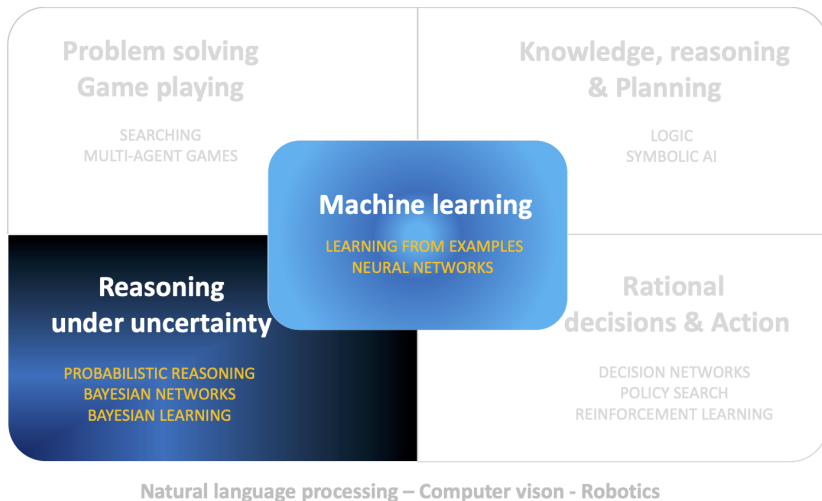 Problem solving
Game playing
SEARCHING
MULTI-AGENT GAMES
Knowledge, reasoning
& Planning
LOGIC
SYMBOLIC AI
Machine learning
LEARNING FROM EXAMPLES
NEURAL NETWORKS
Reasoning
under uncertainty
PROBABILISTIC REASONING
BAYESIAN NETWORKS
BAYESIAN LEARNING
Rational
decisions & Action
DECISION NETWORKS
POLICY SEARCH
REINFORCEMENT LEARNING
Natural language processing – Computer vison - Robotics